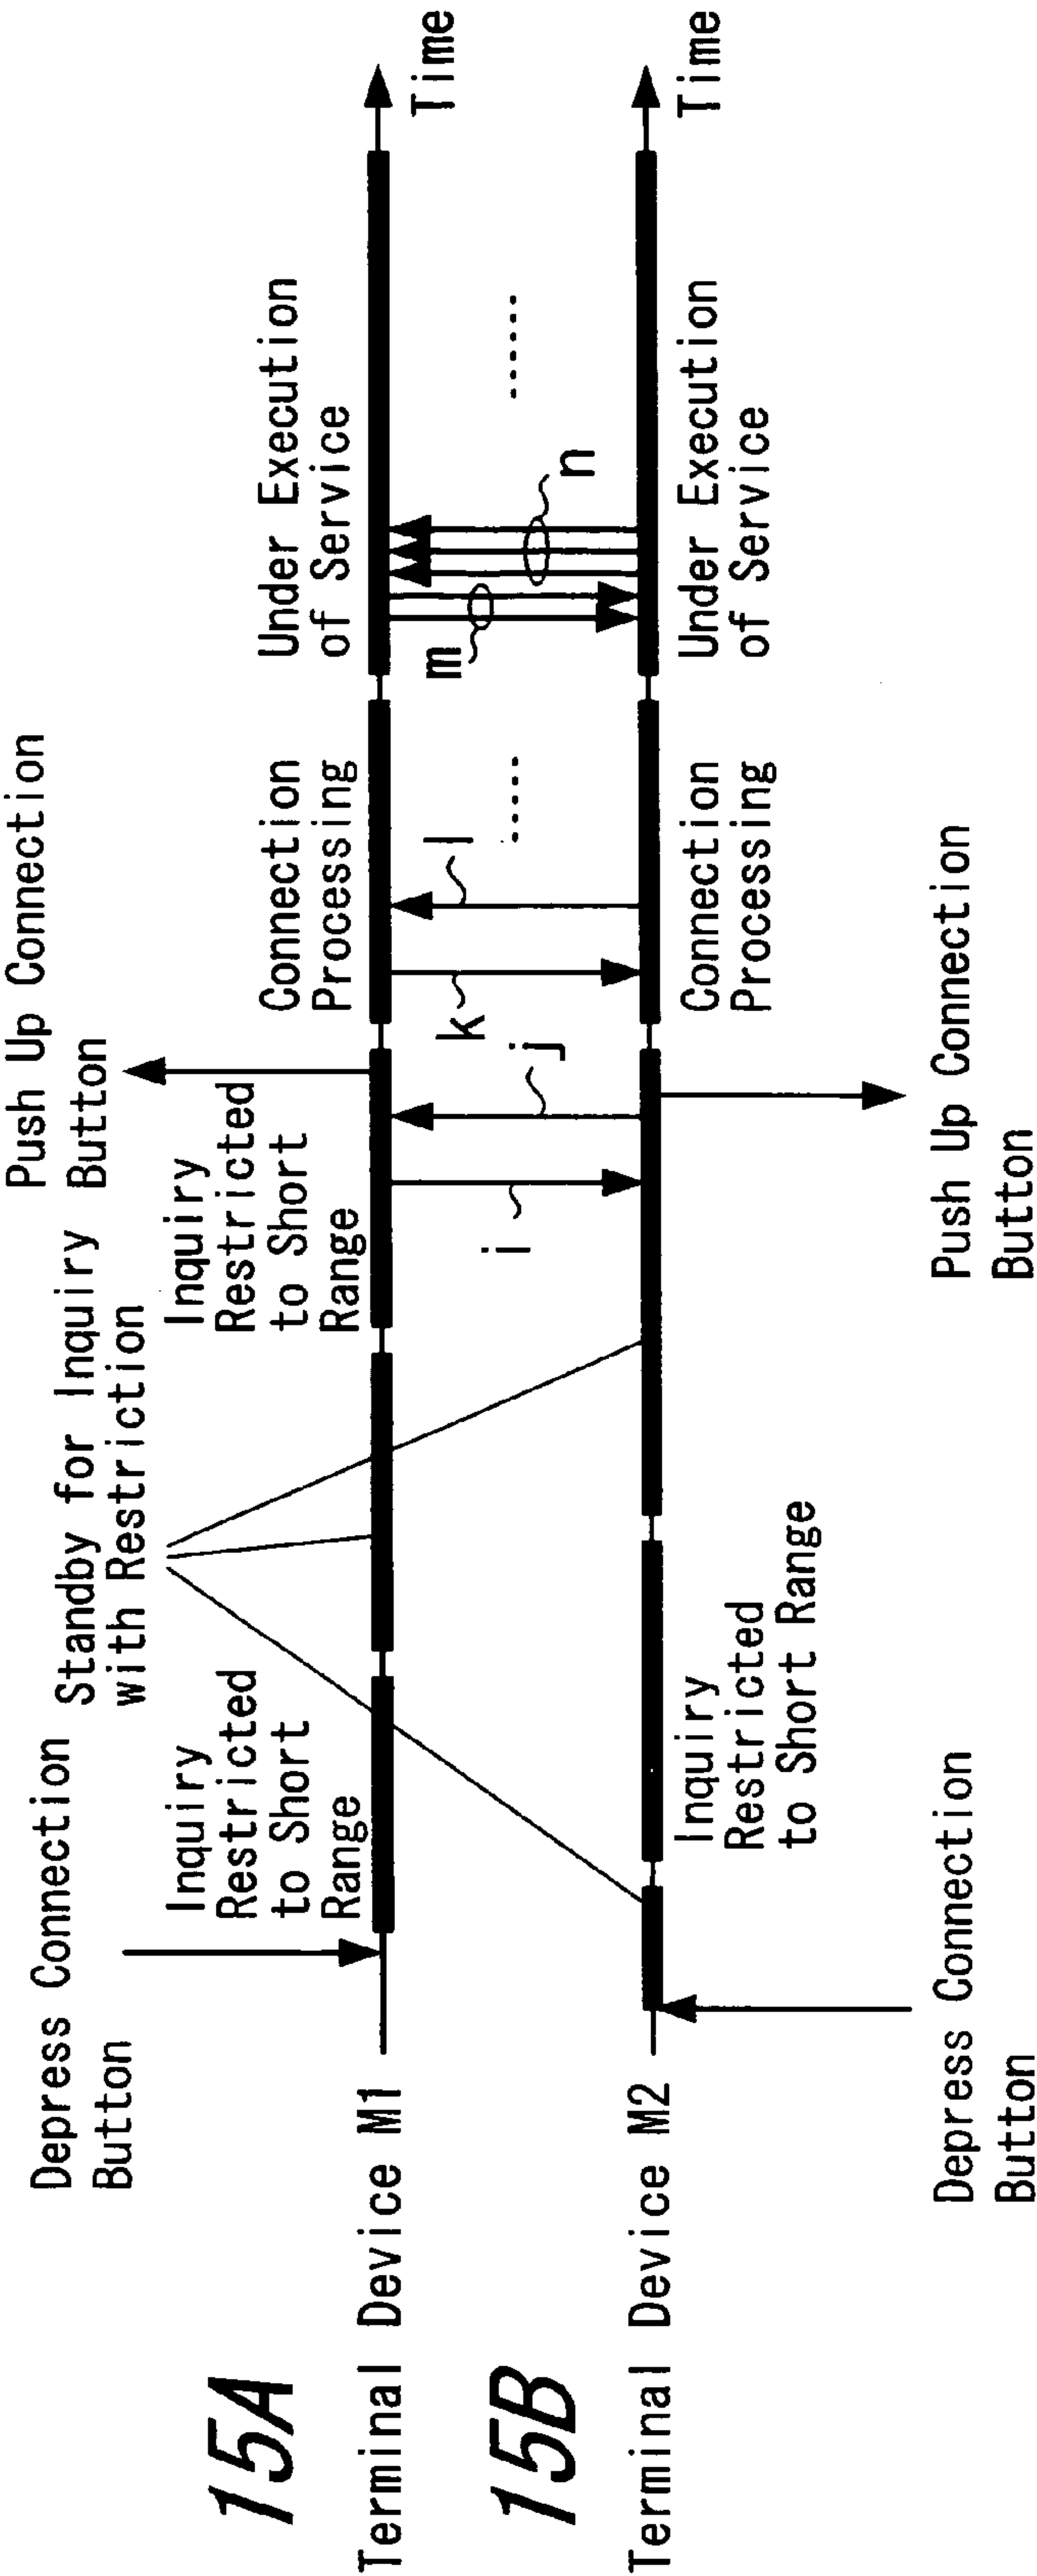 15A
Depress Connection
Button
Standby for Inquiry
with Restriction
Push Up Connection
Button
Inquiry
Restricted
to Short
Range
Inquiry
Restricted
to Short
Range
Connection
Processing
Under Execution
of Service
Terminal Device M1
Time
i
j
k
l
m
n
15B
Terminal Device M2
Time
Inquiry
Restricted
to Short Range
Connection
Processing
Under Execution
of Service
Depress Connection
Button
Push Up Connection
Button